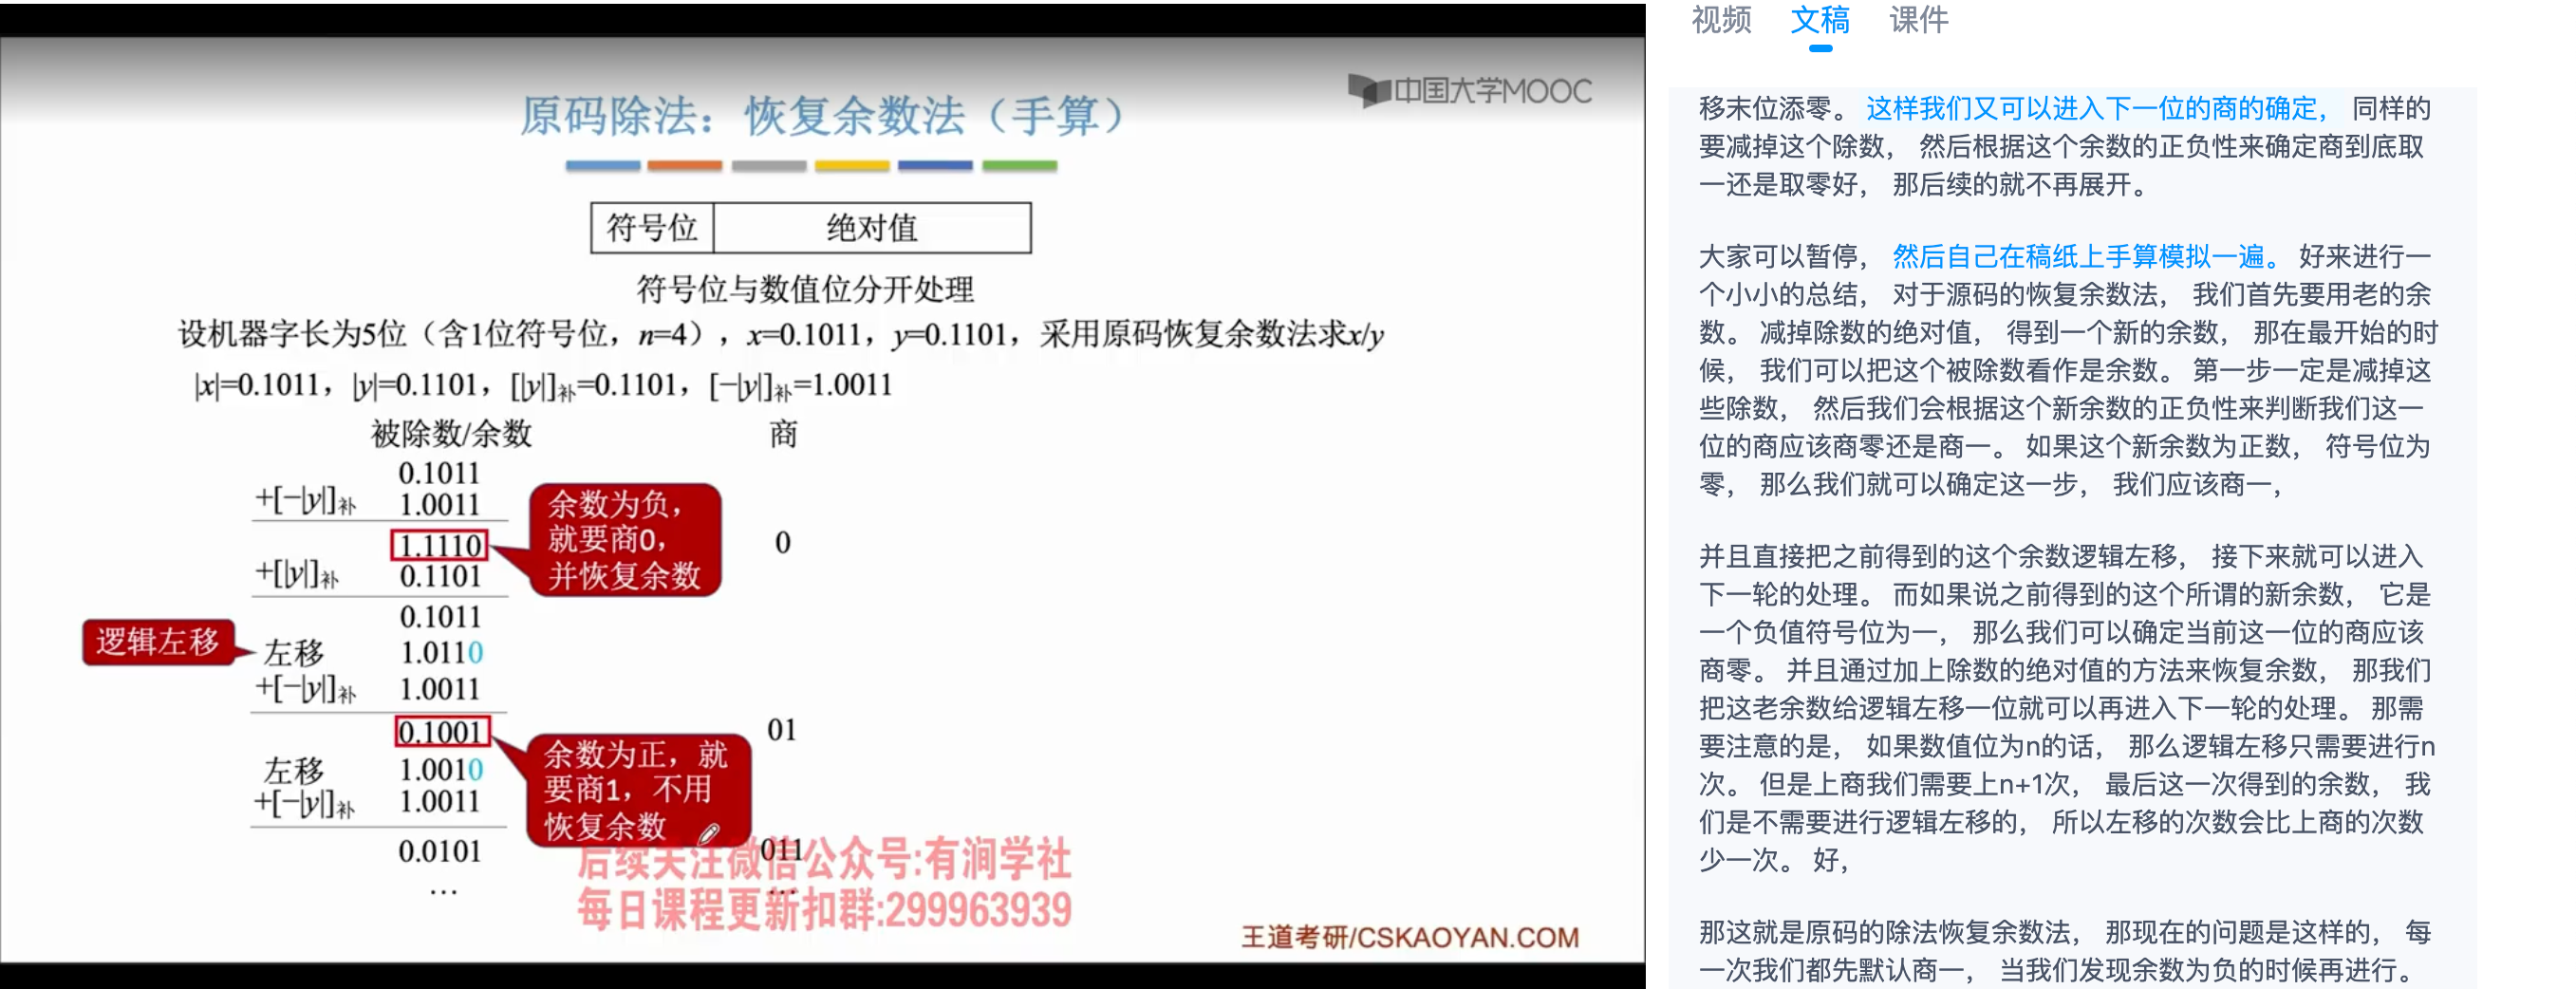 中国大学MOOC
原码除法：恢复余数法（手算）
符号位 绝对值
符号位与数值位分开处理
设机器字长为5位（含1位符号位，n=4），x=0.1011，y=0.1101，采用原码恢复余数法求x/y
|x|=0.1011，|y|=0.1101，[|y|]补=0.1101，[−|y|]补=1.0011
被除数/余数 商
0.1011
+[−|y|]补 1.0011
1.1110 0
+[|y|]补 0.1101
0.1011
左移 1.0110
+[−|y|]补 1.0011
0.1001 01
左移 1.0010
+[−|y|]补 1.0011
0.0101 011
… …
余数为负，
就要商0，
并恢复余数
逻辑左移
余数为正，就
要商1，不用
恢复余数
后续关注微信公众号:有涧学社
每日课程更新扣群:299963939
王道考研/CSKAOYAN.COM
视频 文稿 课件
移末位添零。 这样我们又可以进入下一位的商的确定， 同样的
要减掉这个除数， 然后根据这个余数的正负性来确定商到底取
一还是取零好， 那后续的就不再展开。
大家可以暂停， 然后自己在稿纸上手算模拟一遍。 好来进行一
个小小的总结， 对于源码的恢复余数法， 我们首先要用老的余
数。 减掉除数的绝对值， 得到一个新的余数， 那在最开始的时
候， 我们可以把这个被除数看作是余数。 第一步一定是减掉这
些除数， 然后我们会根据这个新余数的正负性来判断我们这一
位的商应该商零还是商一。 如果这个新余数为正数， 符号位为
零， 那么我们就可以确定这一步， 我们应该商一，
并且直接把之前得到的这个余数逻辑左移， 接下来就可以进入
下一轮的处理。 而如果说之前得到的这个所谓的新余数， 它是
一个负值符号位为一， 那么我们可以确定当前这一位的商应该
商零。 并且通过加上除数的绝对值的方法来恢复余数， 那我们
把这老余数给逻辑左移一位就可以再进入下一轮的处理。 那需
要注意的是， 如果数值位为n的话， 那么逻辑左移只需要进行n
次。 但是上商我们需要上n+1次， 最后这一次得到的余数， 我
们是不需要进行逻辑左移的， 所以左移的次数会比上商的次数
少一次。 好，
那这就是原码的除法恢复余数法， 那现在的问题是这样的， 每
一次我们都先默认商一， 当我们发现余数为负的时候再进行。